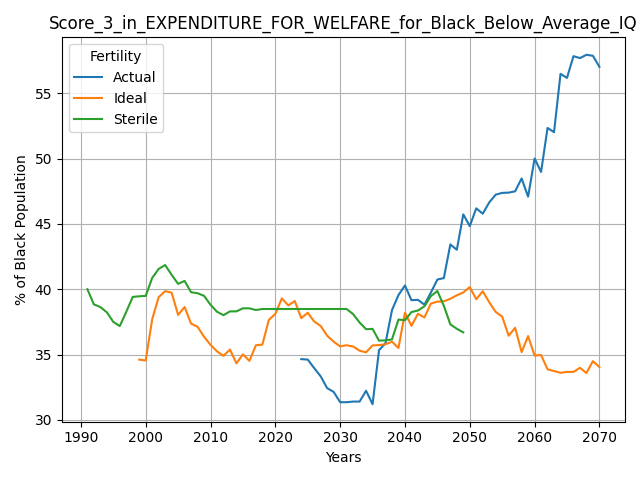 Score_3_in_EXPENDITURE_FOR_WELFARE_for_Black_Below_Average_IQ
Fertility
Actual
Ideal
Sterile
% of Black Population
55
50
45
40
35
30
1990 2000 2010 2020 2030 2040 2050 2060 2070
Years